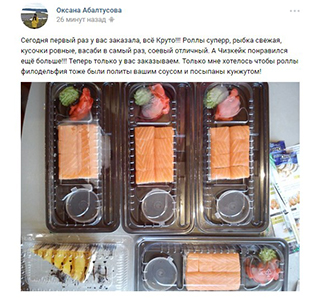 Оксана Абалтусова
26 минут назад
Сегодня первый раз у вас заказала, всё Круто!!! Роллы суперр, рыбка свежая,
кусочки ровные, васаби в самый раз, соевый отличный. А Чизкейк понравился
ещё больше!!! Теперь только у вас заказываем. Только мне хотелось чтобы роллы
филодельфия тоже были политы вашим соусом и посыпаны кунжутом!